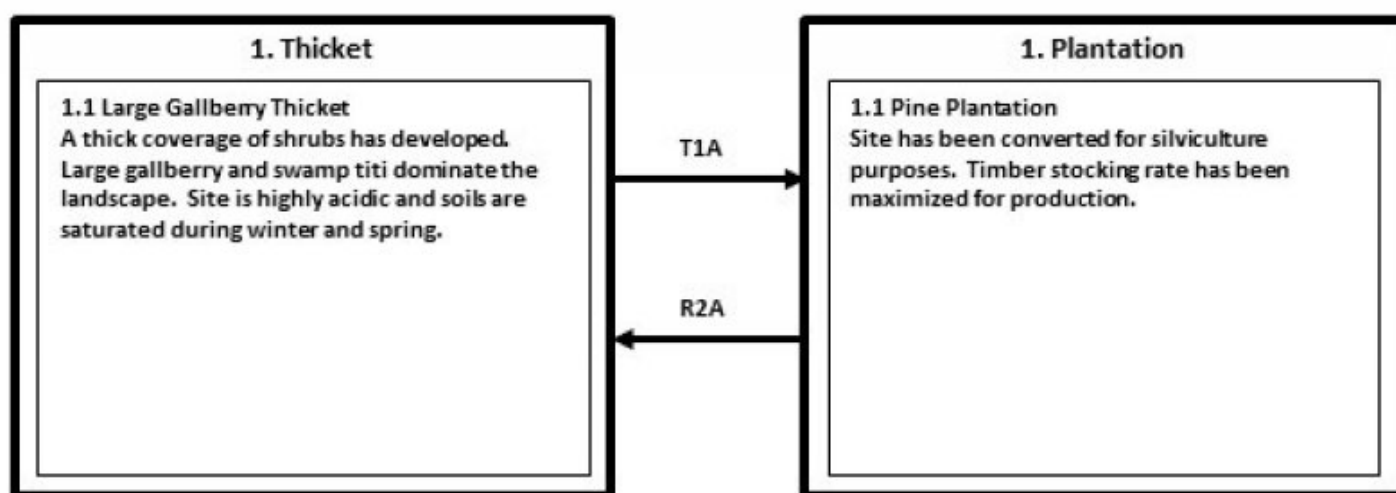 1. Thicket
1.1 Large Gallberry Thicket
A thick coverage of shrubs has developed.
Large gallberry and swamp titi dominate the
landscape.  Site is highly acidic and soils are
saturated during winter and spring.
T1A
R2A
1. Plantation
1.1 Pine Plantation
Site has been converted for silviculture
purposes.  Timber stocking rate has been
maximized for production.